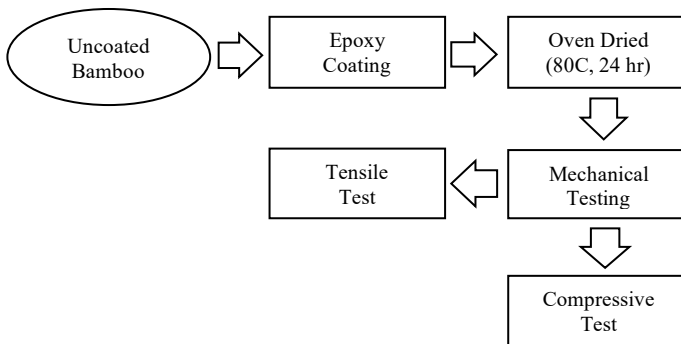 Uncoated
Bamboo
Epoxy
Coating
Oven Dried
(80C, 24 hr)
Tensile
Test
Mechanical
Testing
Compressive
Test